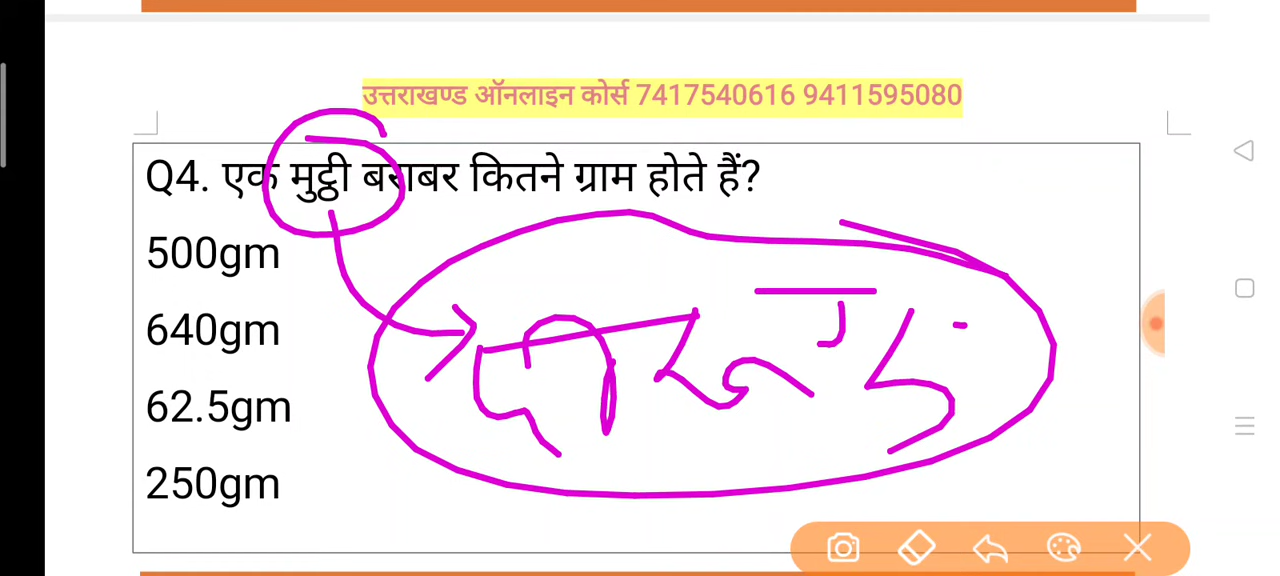 उत्तराखण्ड ऑनलाइन कोर्स 7417540616 9411595080
Q4. एक मुट्ठी बराबर कितने ग्राम होते हैं?
500gm
640gm
62.5gm
250gm